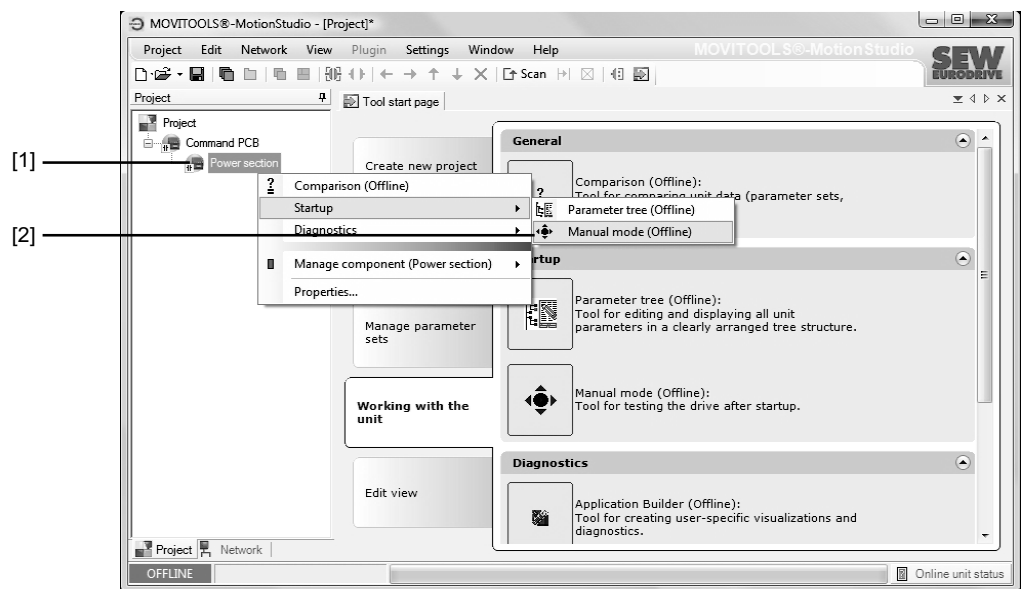 MOVITOOLS®-MotionStudio - [Project]*
Project Edit Network View Plugin Settings Window Help
MOVITOOLS®-MotionStudio
SEW
EURODRIVE
Scan
Project
Tool start page
Project
Command PCB
[1]
Power section
Create new project
General
Comparison (Offline):
Tool for comparing unit data (parameter sets,
? Comparison (Offline)
Startup
Parameter tree (Offline)
[2]
Diagnostics
Manual mode (Offline)
Manage component (Power section)
Properties...
rtup
Parameter tree (Offline):
Tool for editing and displaying all unit
parameters in a clearly arranged tree structure.
Manage parameter
sets
Working with the
unit
Manual mode (Offline):
Tool for testing the drive after startup.
Diagnostics
Edit view
Application Builder (Offline):
Tool for creating user-specific visualizations and
diagnostics.
Project Network
OFFLINE
Online unit status